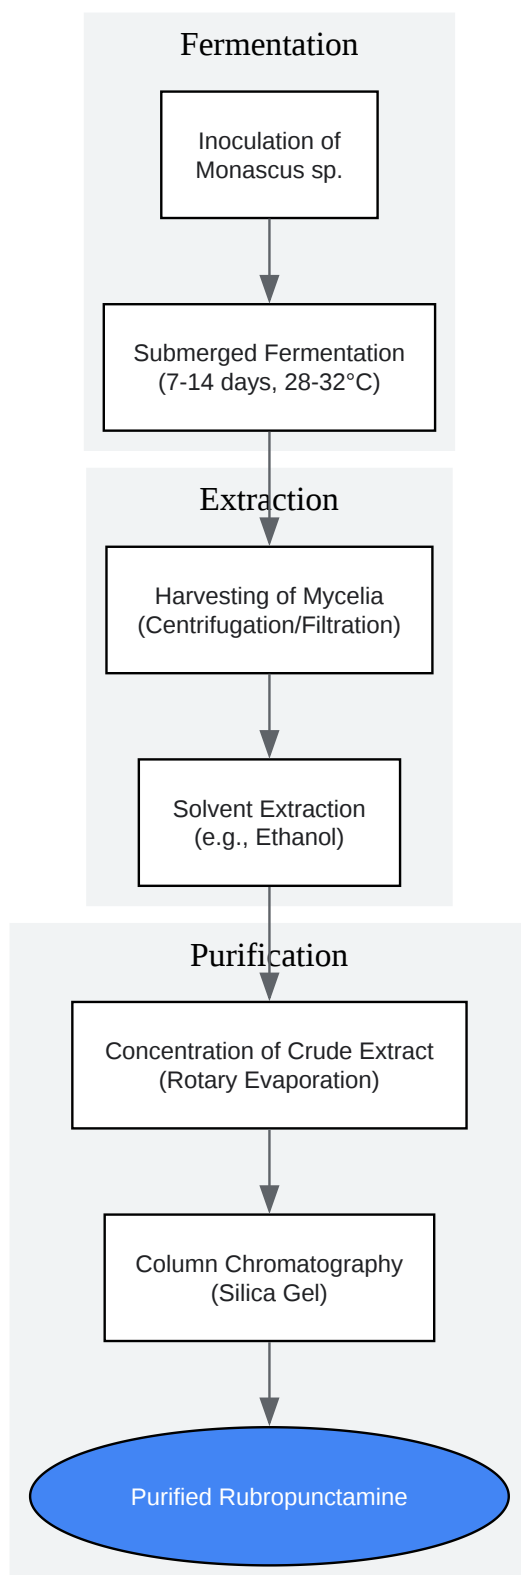 Fermentation
Inoculation of
Monascus sp.
Submerged Fermentation
(7-14 days, 28-32°C)
Extraction
Harvesting of Mycelia
(Centrifugation/Filtration)
Solvent Extraction
(e.g., Ethanol)
Purification
Concentration of Crude Extract
(Rotary Evaporation)
Column Chromatography
(Silica Gel)
Purified Rubropunctamine